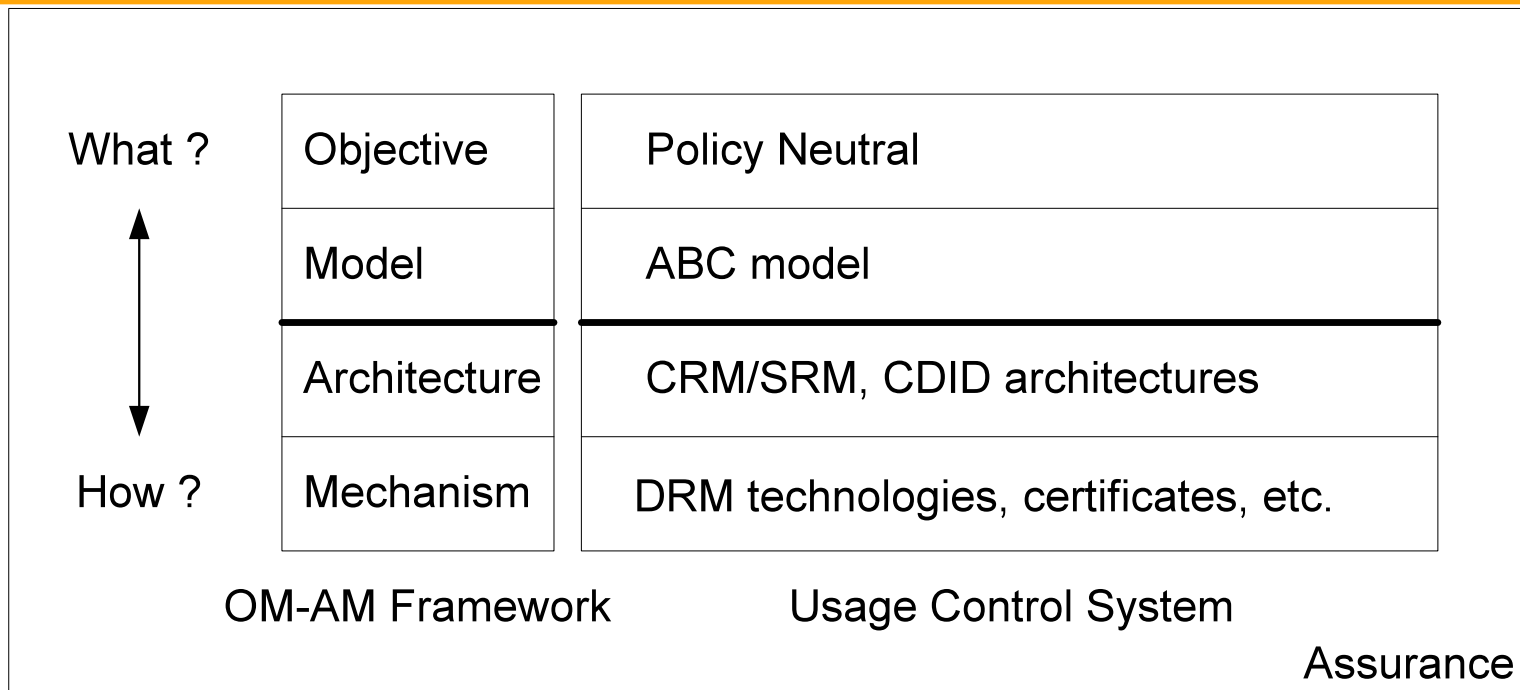 What ? Objective Policy Neutral
Model ABC model
Architecture CRM/SRM, CDID architectures
How ? Mechanism DRM technologies, certificates, etc.
OM-AM Framework Usage Control System
Assurance